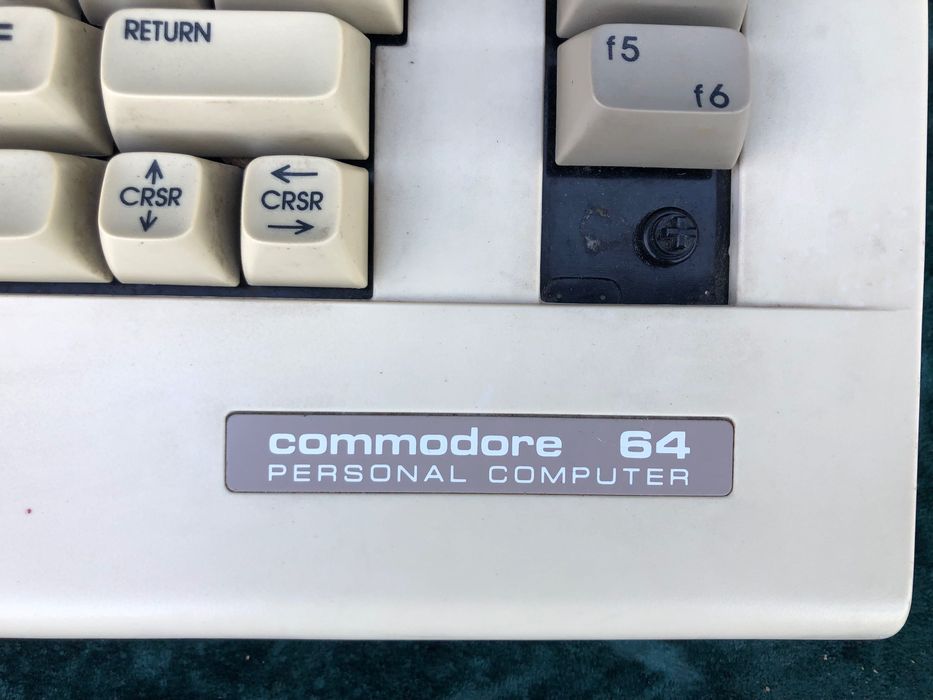 =
RETURN
f5
f6
↑
CRSR
↓
←
CRSR
→
commodore 64
PERSONAL COMPUTER